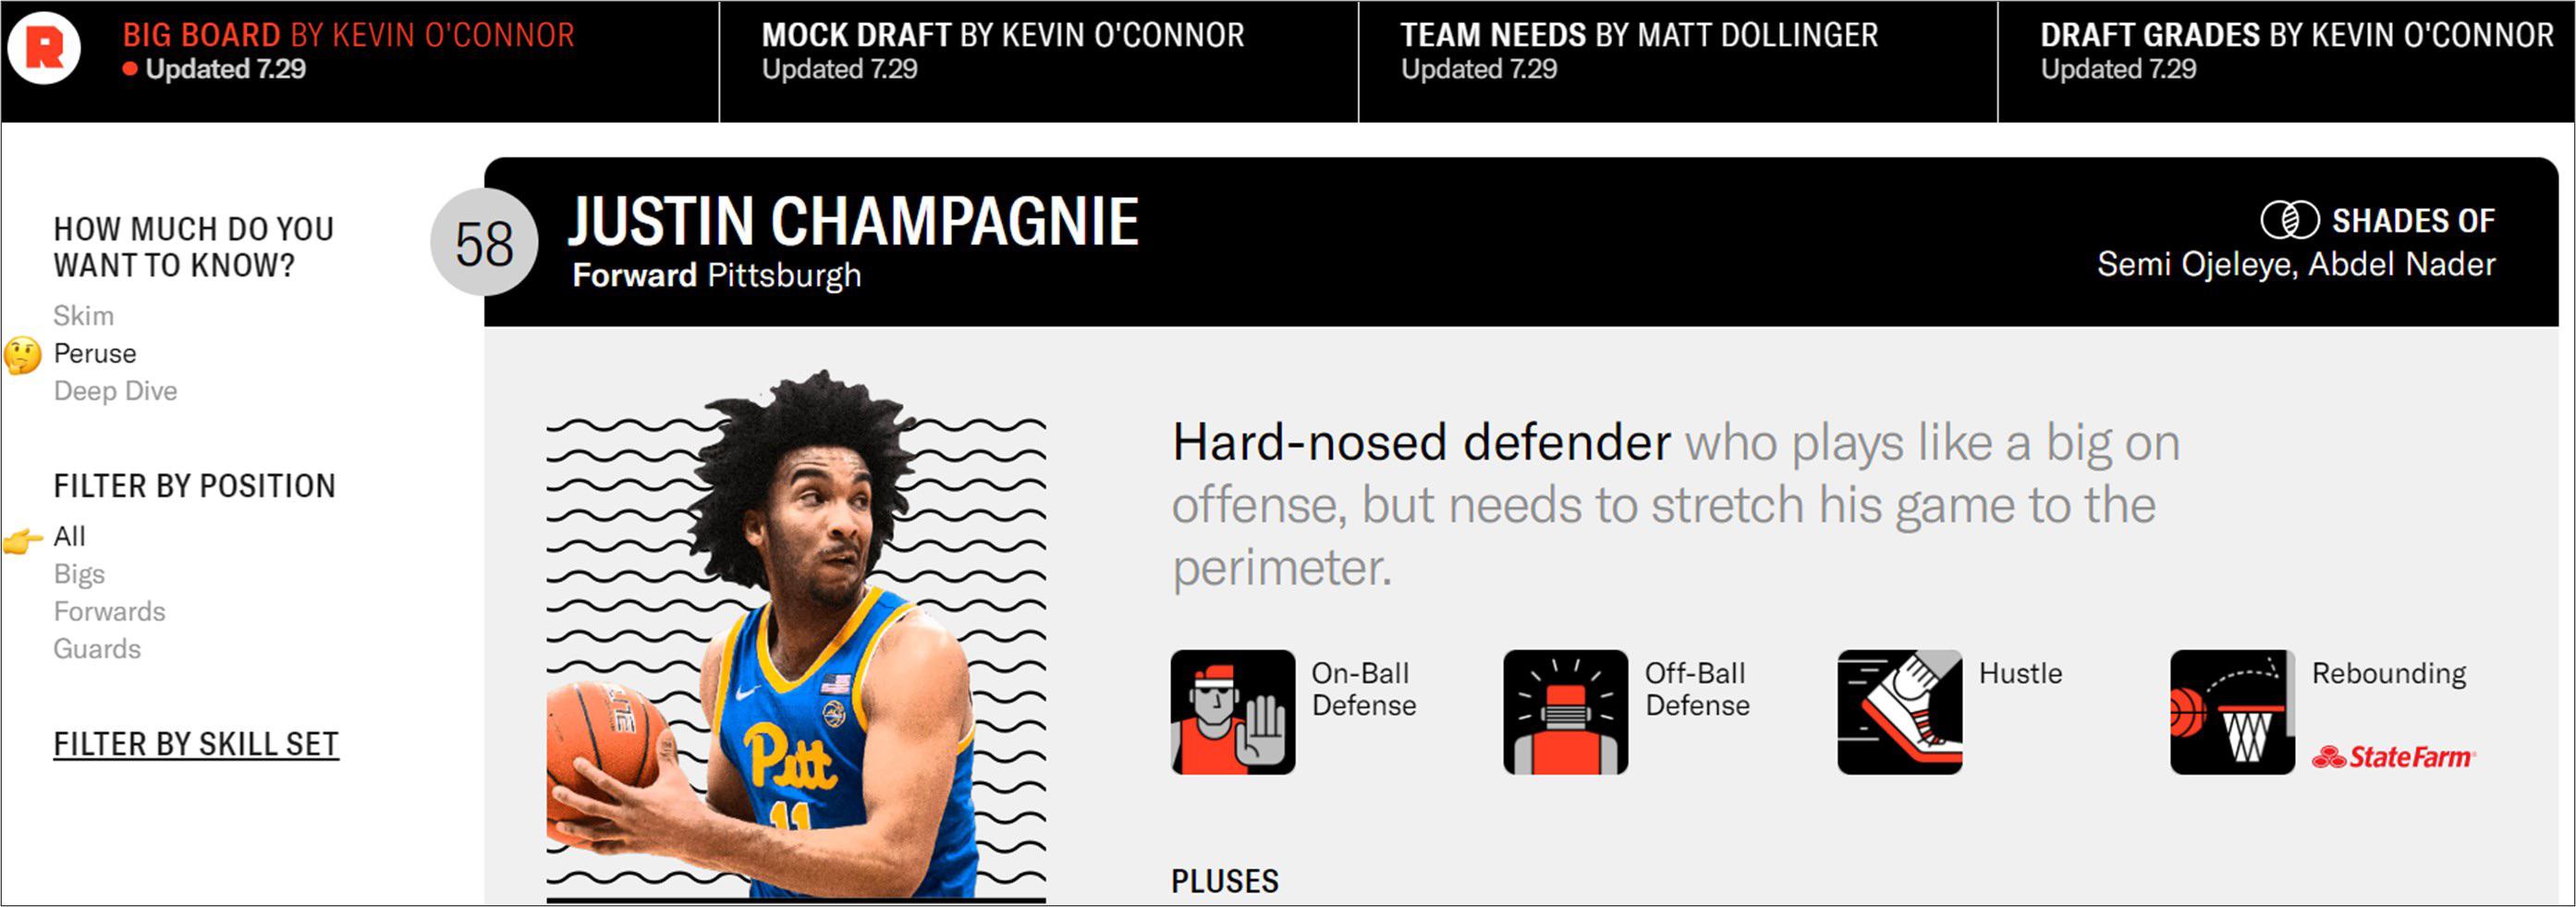 R
BIG BOARD BY KEVIN O'CONNOR
Updated 7.29
MOCK DRAFT BY KEVIN O'CONNOR
Updated 7.29
TEAM NEEDS BY MATT DOLLINGER
Updated 7.29
DRAFT GRADES BY KEVIN O'CONNOR
Updated 7.29
HOW MUCH DO YOU
WANT TO KNOW?
Skim
Peruse
Deep Dive
FILTER BY POSITION
All
Bigs
Forwards
Guards
FILTER BY SKILL SET
58
JUSTIN CHAMPAGNIE
Forward Pittsburgh
SHADES OF
Semi Ojeleye, Abdel Nader
Pitt
11
Hard-nosed defender who plays like a big on
offense, but needs to stretch his game to the
perimeter.
On-Ball
Defense
Off-Ball
Defense
Hustle
Rebounding
StateFarm
PLUSES